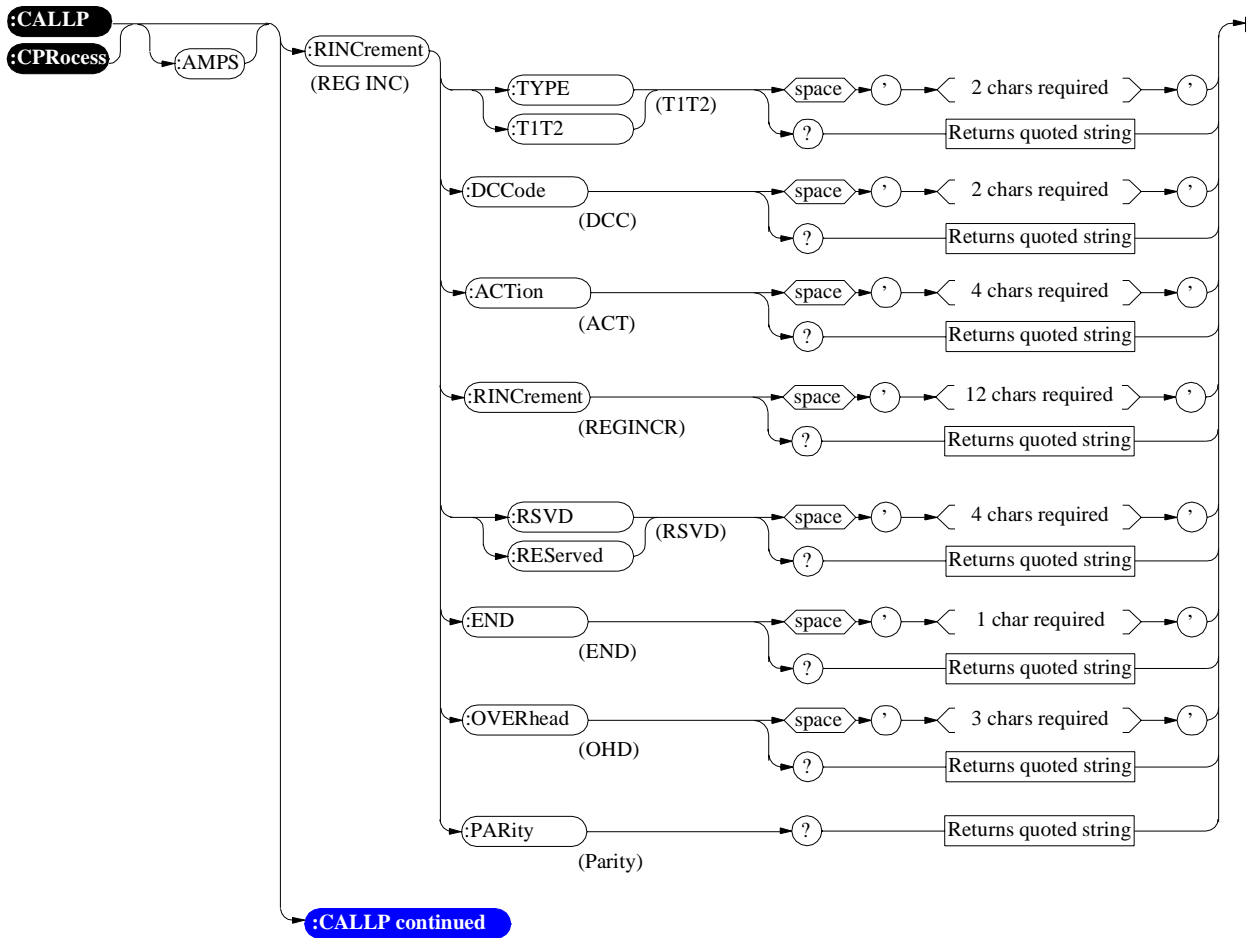 :CALLP
:CPRocess
:AMPS
:RINCrement
(REG INC)
:TYPE
:T1T2
(T1T2)
space ' 2 chars required '
? Returns quoted string
:DCCode
(DCC)
space ' 2 chars required '
? Returns quoted string
:ACTion
(ACT)
space ' 4 chars required '
? Returns quoted string
:RINCrement
(REGINCR)
space ' 12 chars required '
? Returns quoted string
:RSVD
:REServed
(RSVD)
space ' 4 chars required '
? Returns quoted string
:END
(END)
space ' 1 char required '
? Returns quoted string
:OVERhead
(OHD)
space ' 3 chars required '
? Returns quoted string
:PARity
(Parity)
? Returns quoted string
:CALLP continued